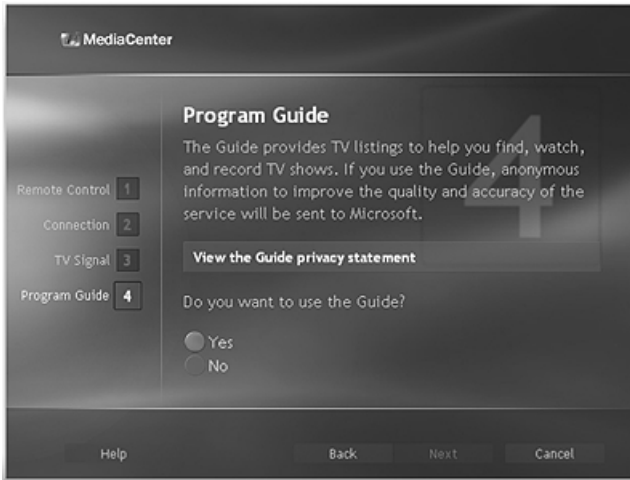 MediaCenter
Program Guide
The Guide provides TV listings to help you find, watch,
and record TV shows. If you use the Guide, anonymous
information to improve the quality and accuracy of the
service will be sent to Microsoft.
View the Guide privacy statement
Do you want to use the Guide?
Yes
No
Remote Control 1
Connection 2
TV Signal 3
Program Guide 4
4
Help Back Next Cancel